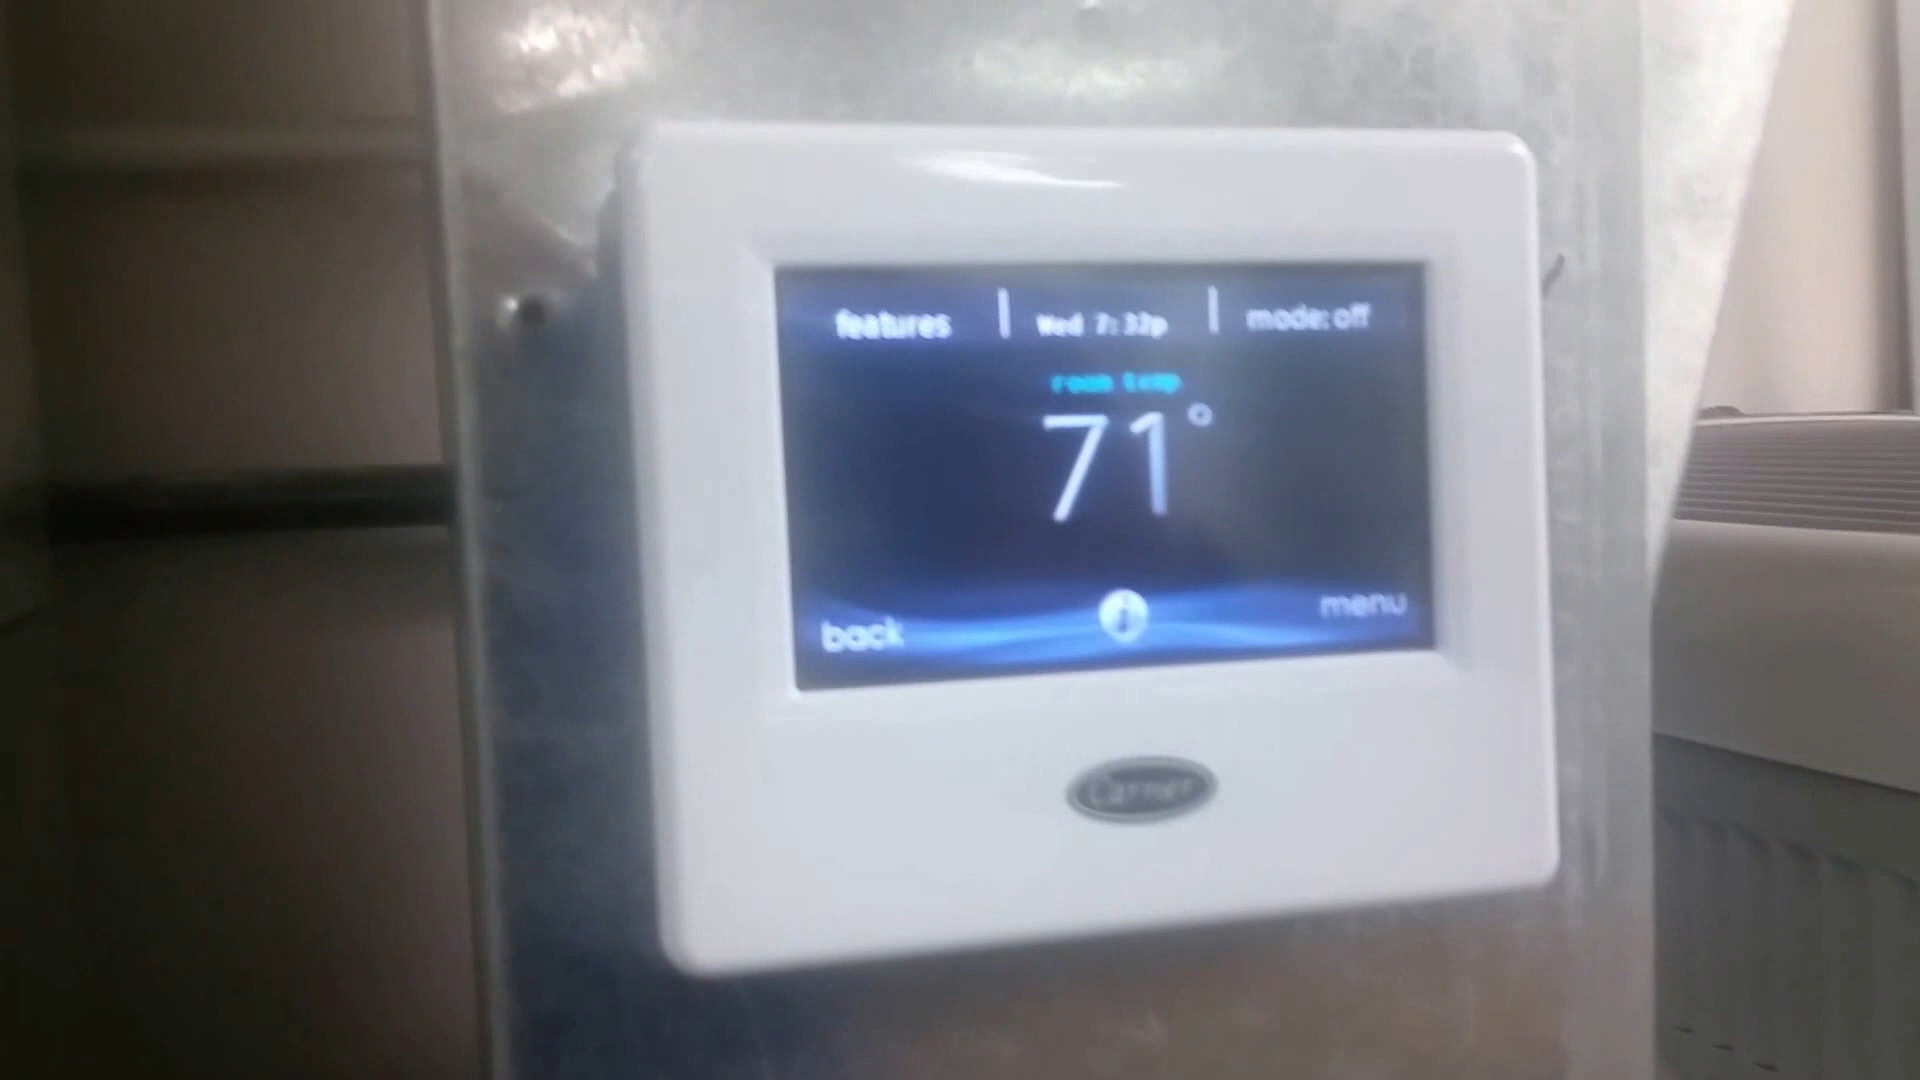 features | Wed 7:32p | mode: off
room temp
71°
back i menu
Carrier